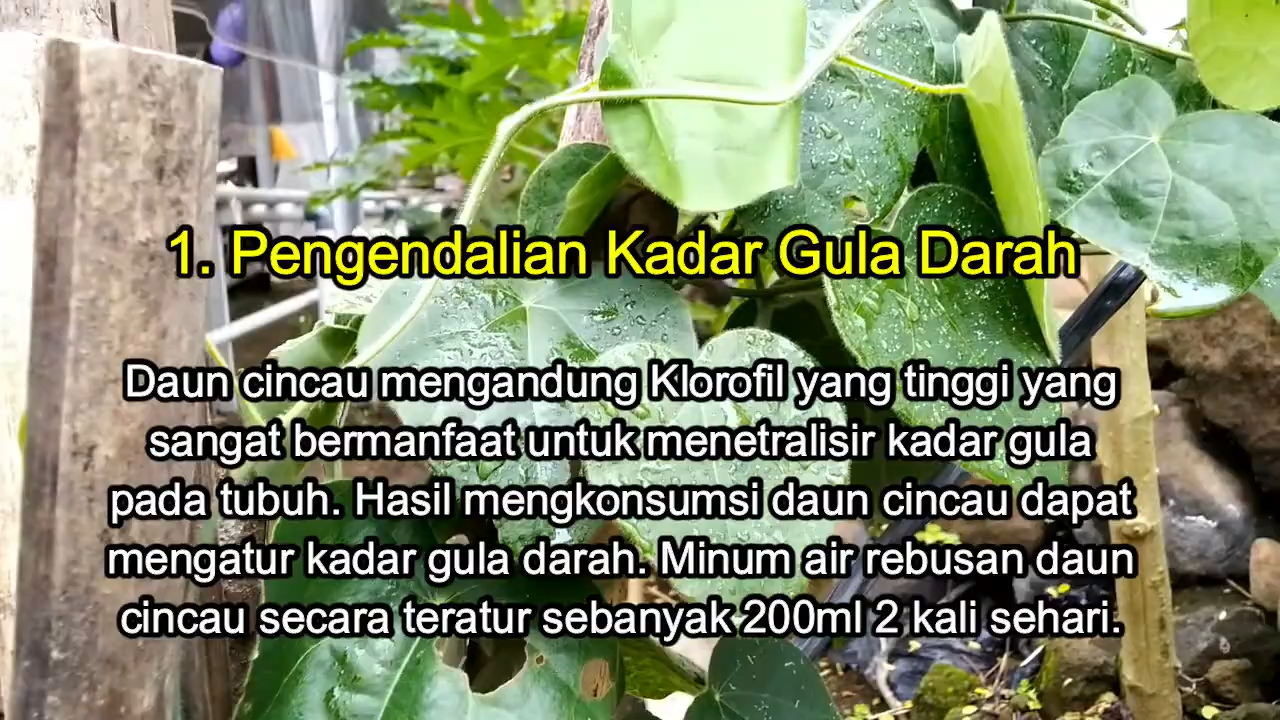 1. Pengendalian Kadar Gula Darah
Daun cincau mengandung Klorofil yang tinggi yang
sangat bermanfaat untuk menetralisir kadar gula
pada tubuh. Hasil mengkonsumsi daun cincau dapat
mengatur kadar gula darah. Minum air rebusan daun
cincau secara teratur sebanyak 200ml 2 kali sehari.